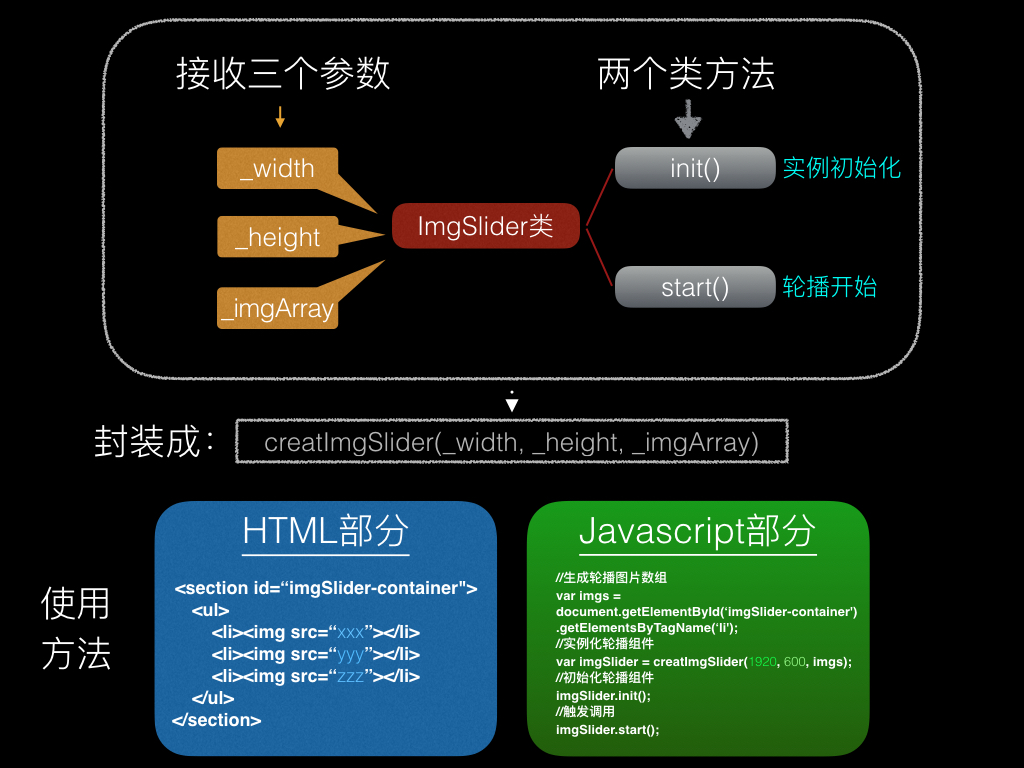 接收三个参数
两个类方法
_width
_height
_imgArray
ImgSlider类
init()
实例初始化
start()
轮播开始
封装成：
creatImgSlider(_width, _height, _imgArray)
使用
方法
HTML部分
<section id=“imgSlider-container">
<ul>
<li><img src=“xxx”></li>
<li><img src=“yyy”></li>
<li><img src=“zzz”></li>
</ul>
</section>
Javascript部分
//生成轮播图片数组
var imgs =
document.getElementById(‘imgSlider-container’)
.getElementsByTagName(‘li’);
//实例化轮播组件
var imgSlider = creatImgSlider(1920, 600, imgs);
//初始化轮播组件
imgSlider.init();
//触发调用
imgSlider.start();